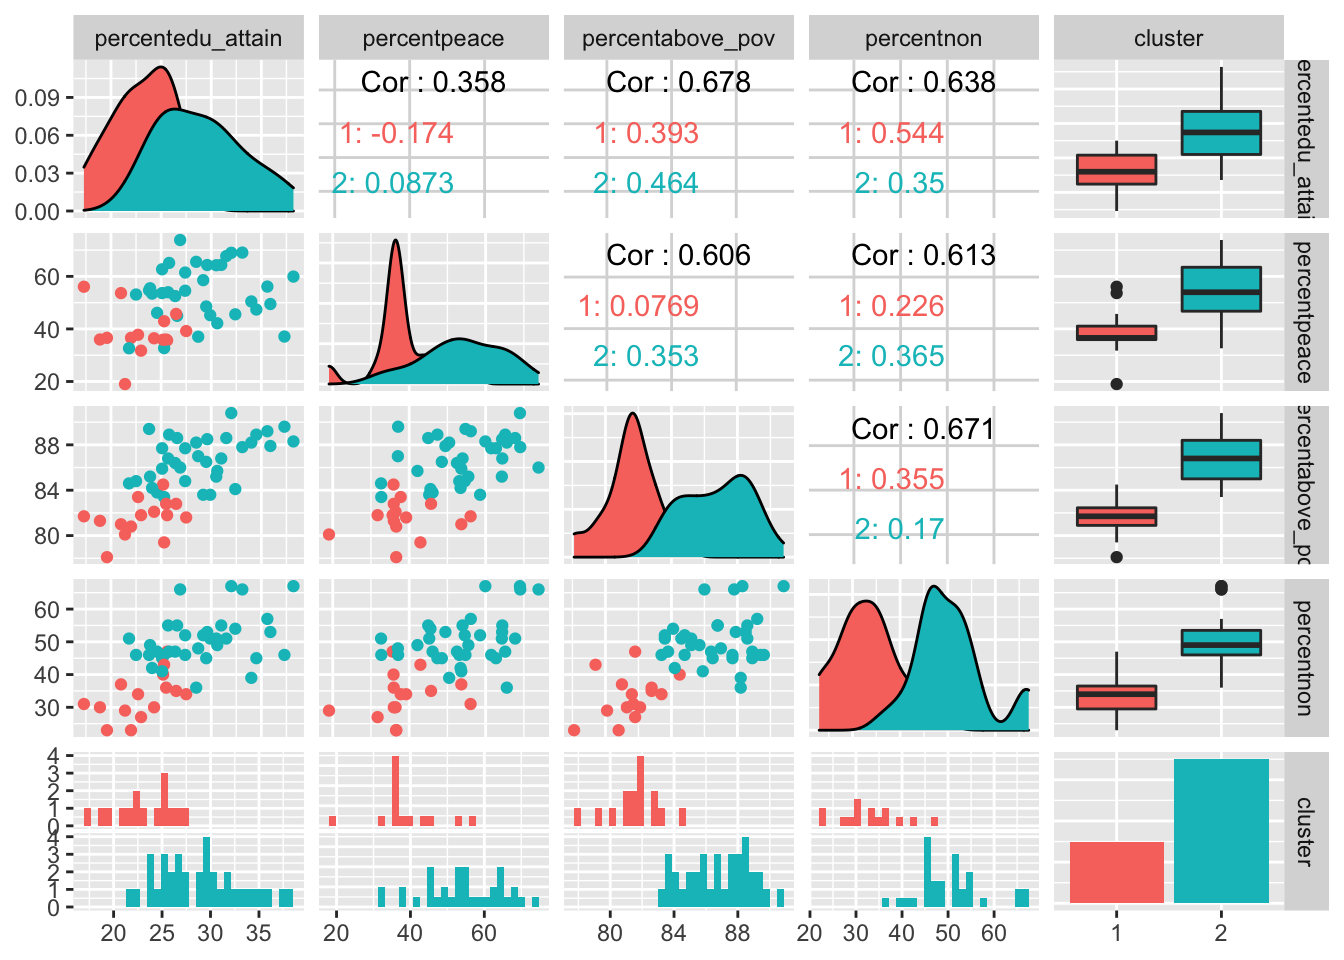 percentedu_attain percentpeace percentabove_pov percentnon cluster
0.09
0.06
0.03
0.00
Cor : 0.358
1: -0.174
2: 0.0873
Cor : 0.678
1: 0.393
2: 0.464
Cor : 0.638
1: 0.544
2: 0.35
ercentedu_attai
60
40
20
Cor : 0.606
1: 0.0769
2: 0.353
Cor : 0.613
1: 0.226
2: 0.365
percentpeace
88
84
80
Cor : 0.671
1: 0.355
2: 0.17
ercentabove_po
60
50
40
30
percentnon
4
3
2
1
0
4
3
2
1
0
cluster
20 25 30 35
40 60
80 84 88
20 30 40 50 60
1 2